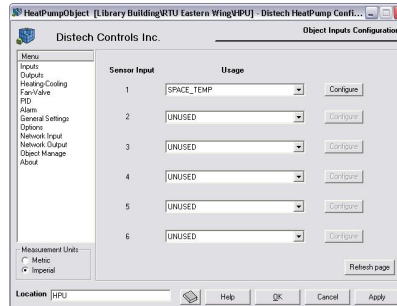 HeatPumpObject [Library Building\RTU Eastern Wing\HPU] - Distech HeatPump Confi...
Distech Controls Inc.
Object Inputs Configuration
Menu
Inputs
Outputs
Heating-Cooling
Fan-Valve
PID
Alarm
General Settings
Options
Network Input
Network Output
Object Manage
About
Sensor Input Usage
1 SPACE_TEMP Configure
2 UNUSED Configure
3 UNUSED Configure
4 UNUSED Configure
5 UNUSED Configure
6 UNUSED Configure
Measurement Units
Metric
Imperial
Refresh page
Location HPU Help OK Cancel Apply